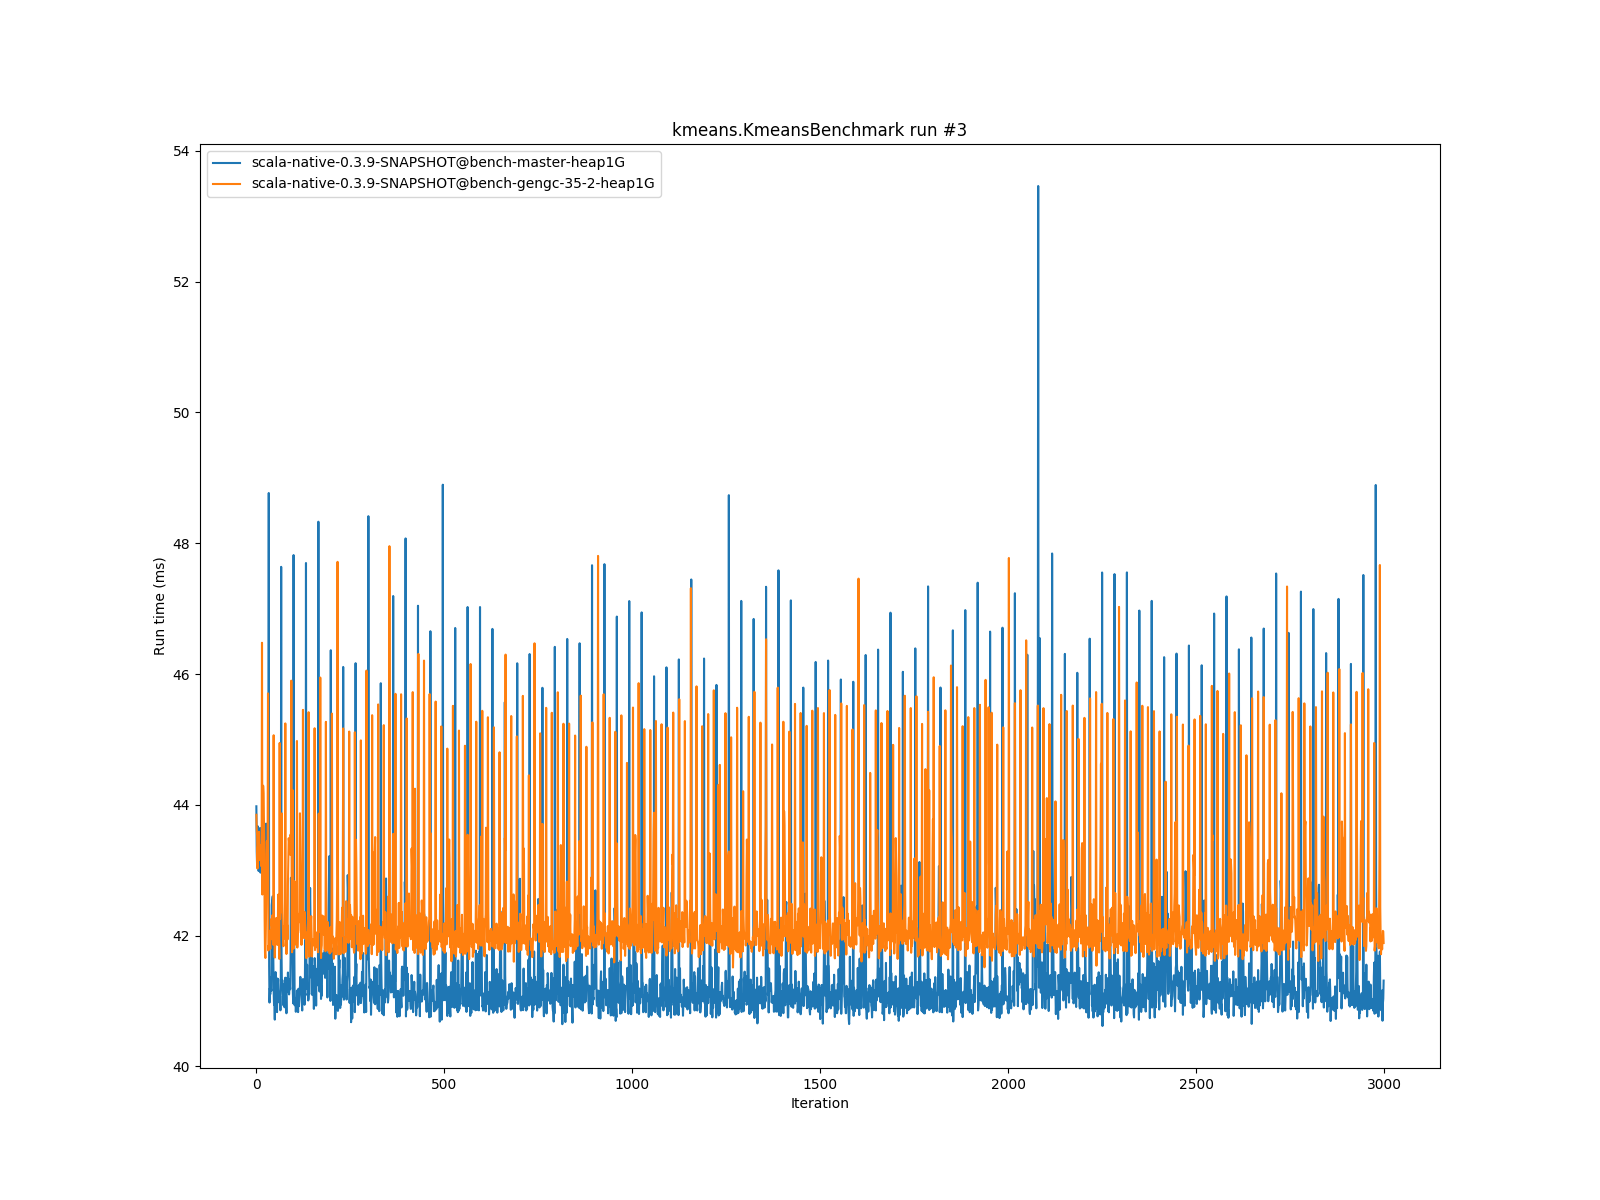 kmeans.KmeansBenchmark run #3
scala-native-0.3.9-SNAPSHOT@bench-master-heap1G
scala-native-0.3.9-SNAPSHOT@bench-gengc-35-2-heap1G
54
52
50
48
46
44
42
40
Run time (ms)
0 500 1000 1500 2000 2500 3000
Iteration